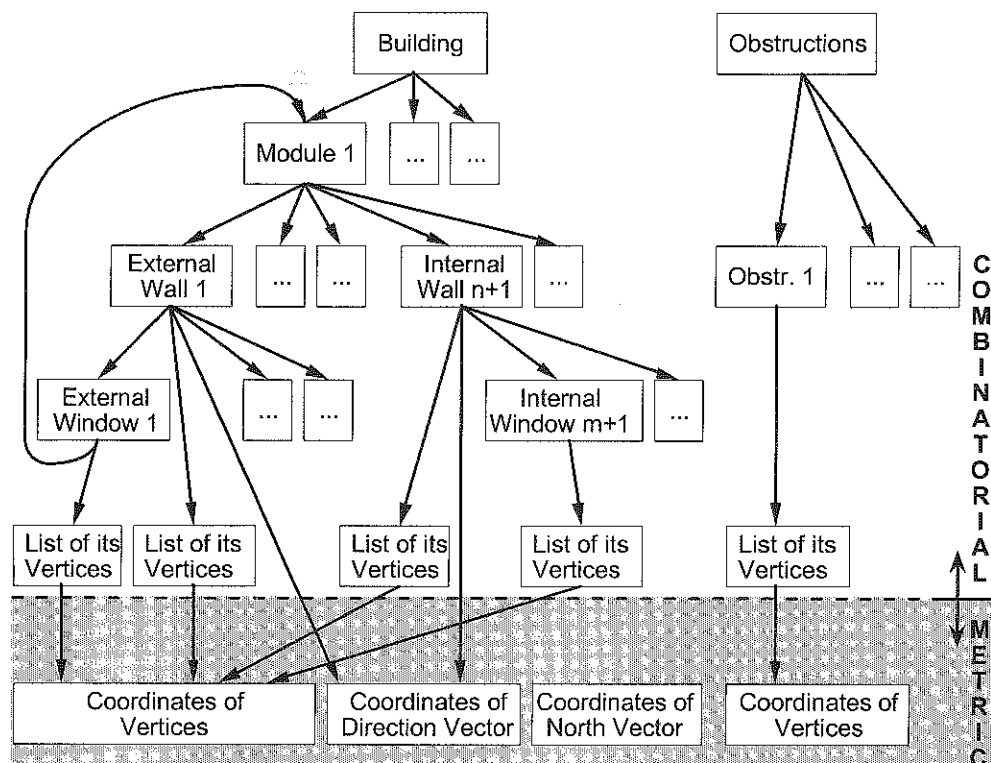 Building
Obstructions
Module 1
...
...
External
Wall 1
...
...
Internal
Wall n+1
...
Obstr. 1
...
...
External
Window 1
...
...
Internal
Window m+1
...
List of its
Vertices
List of its
Vertices
List of its
Vertices
List of its
Vertices
List of its
Vertices
COMBINATORIAL
METRIC
Coordinates of
Vertices
Coordinates of
Direction Vector
Coordinates of
North Vector
Coordinates of
Vertices